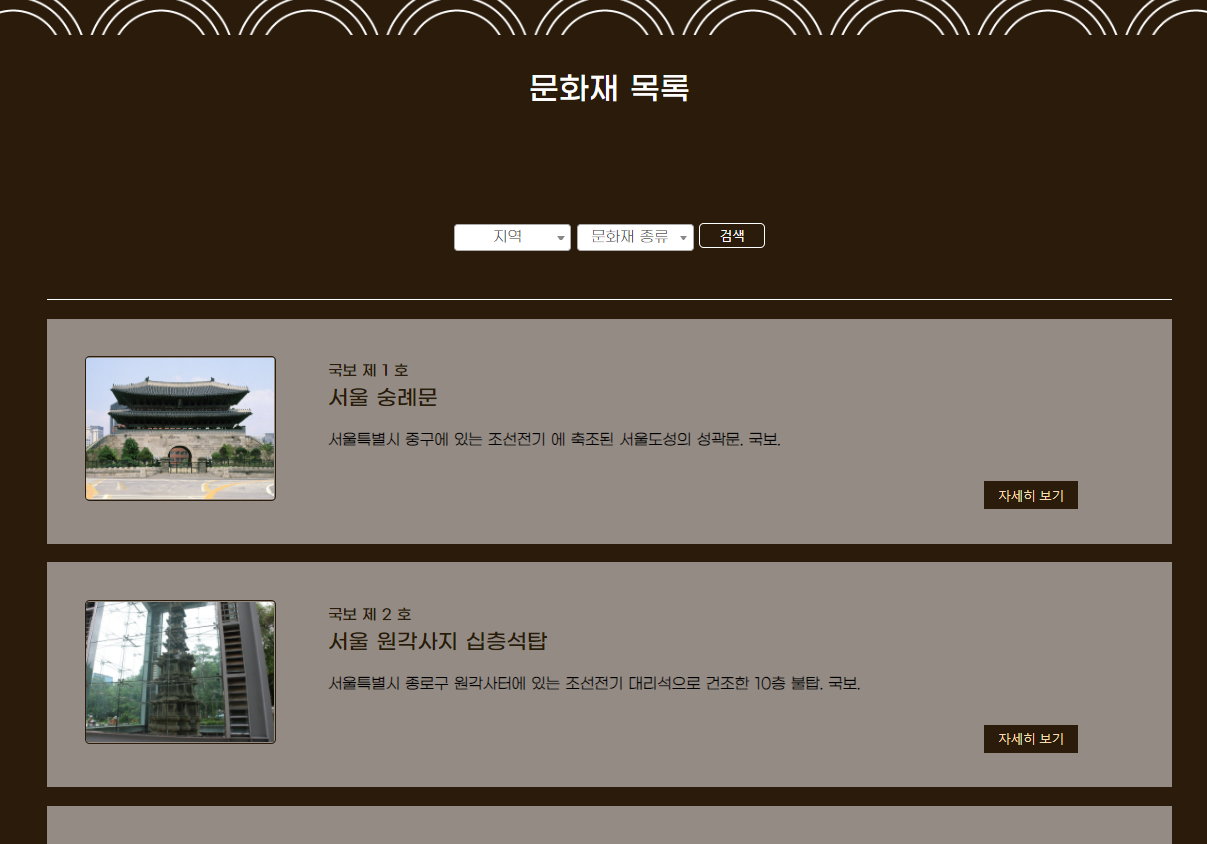 문화재 목록
지역
문화재 종류
검색
국보 제 1 호
서울 숭례문
서울특별시 중구에 있는 조선전기 에 축조된 서울도성의 성곽문. 국보.
자세히 보기
국보 제 2 호
서울 원각사지 십층석탑
서울특별시 종로구 원각사터에 있는 조선전기 대리석으로 건조한 10층 불탑. 국보.
자세히 보기